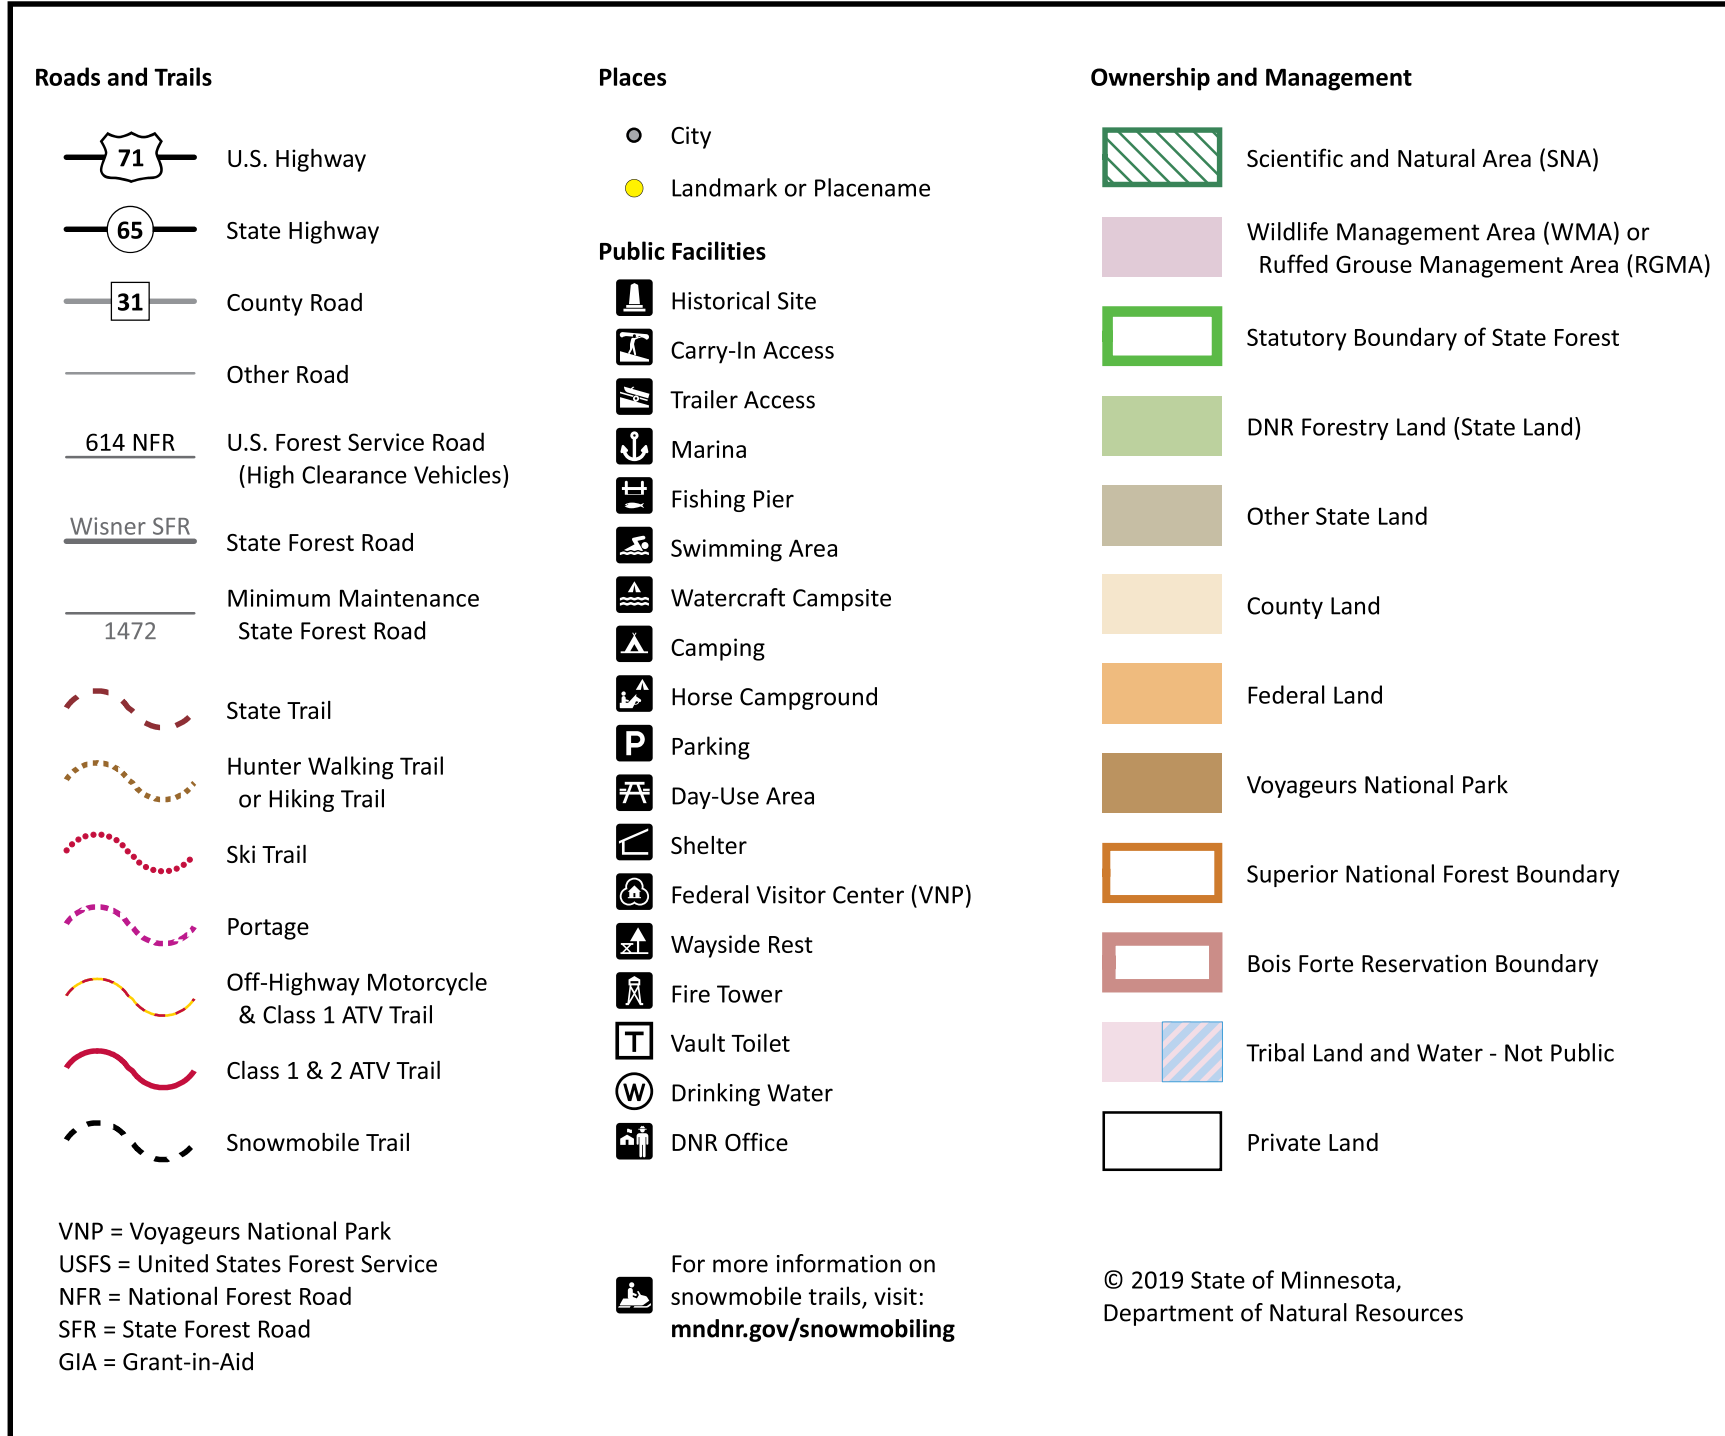 Roads and Trails
71
U.S. Highway
65
State Highway
31
County Road
Other Road
614 NFR
U.S. Forest Service Road
(High Clearance Vehicles)
Wisner SFR
State Forest Road
Minimum Maintenance
State Forest Road
1472
State Trail
Hunter Walking Trail
or Hiking Trail
Ski Trail
Portage
Off-Highway Motorcycle
& Class 1 ATV Trail
Class 1 & 2 ATV Trail
Snowmobile Trail
VNP = Voyageurs National Park
USFS = United States Forest Service
NFR = National Forest Road
SFR = State Forest Road
GIA = Grant-in-Aid
Places
City
Landmark or Placename
Public Facilities
Historical Site
Carry-In Access
Trailer Access
Marina
Fishing Pier
Swimming Area
Watercraft Campsite
Camping
Horse Campground
P
Parking
Day-Use Area
Shelter
Federal Visitor Center (VNP)
Wayside Rest
Fire Tower
T
Vault Toilet
W
Drinking Water
DNR Office
For more information on
snowmobile trails, visit:
mndnr.gov/snowmobiling
Ownership and Management
Scientific and Natural Area (SNA)
Wildlife Management Area (WMA) or
Ruffed Grouse Management Area (RGMA)
Statutory Boundary of State Forest
DNR Forestry Land (State Land)
Other State Land
County Land
Federal Land
Voyageurs National Park
Superior National Forest Boundary
Bois Forte Reservation Boundary
Tribal Land and Water - Not Public
Private Land
© 2019 State of Minnesota,
Department of Natural Resources